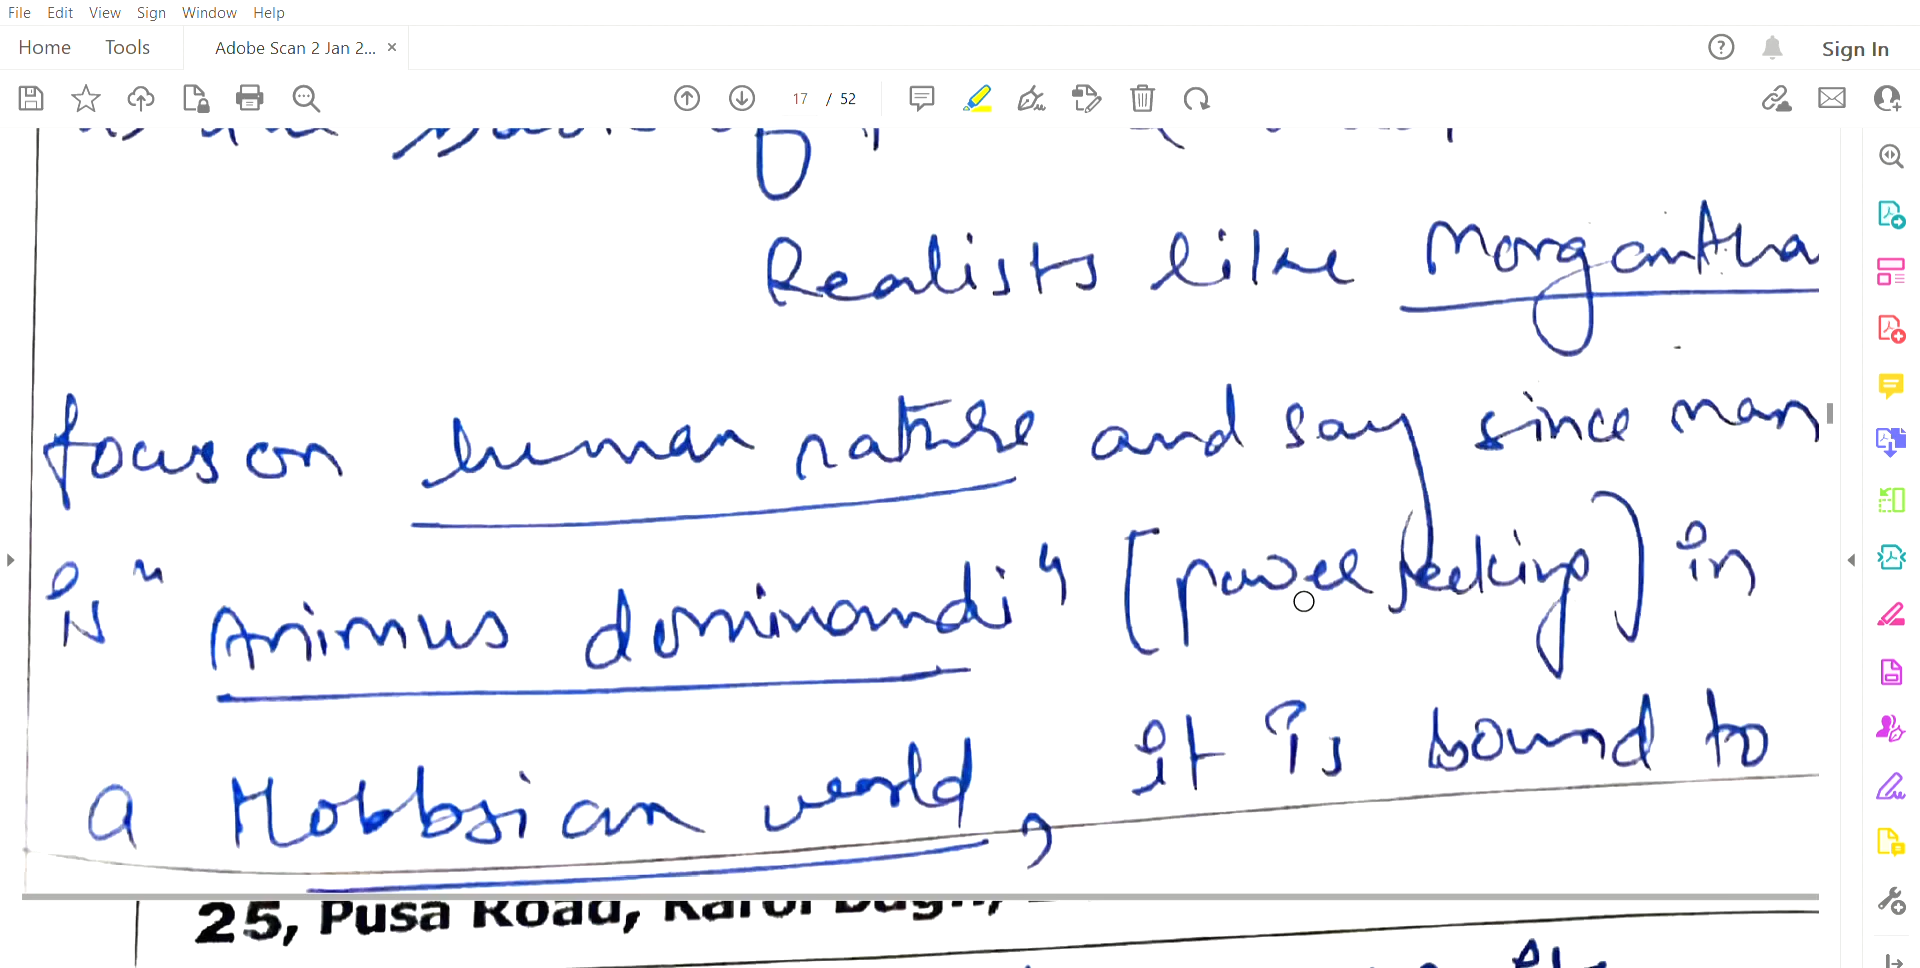 File Edit View Sign Window Help
Home Tools Adobe Scan 2 Jan 2... × Sign In
17 / 52
Realists like Morgantha
focus on human nature and say since man
is "Animus dominandi" [power seeking] in
a Hobbsian world, it is bound to
25, Pusa Road, Karol Bagh,